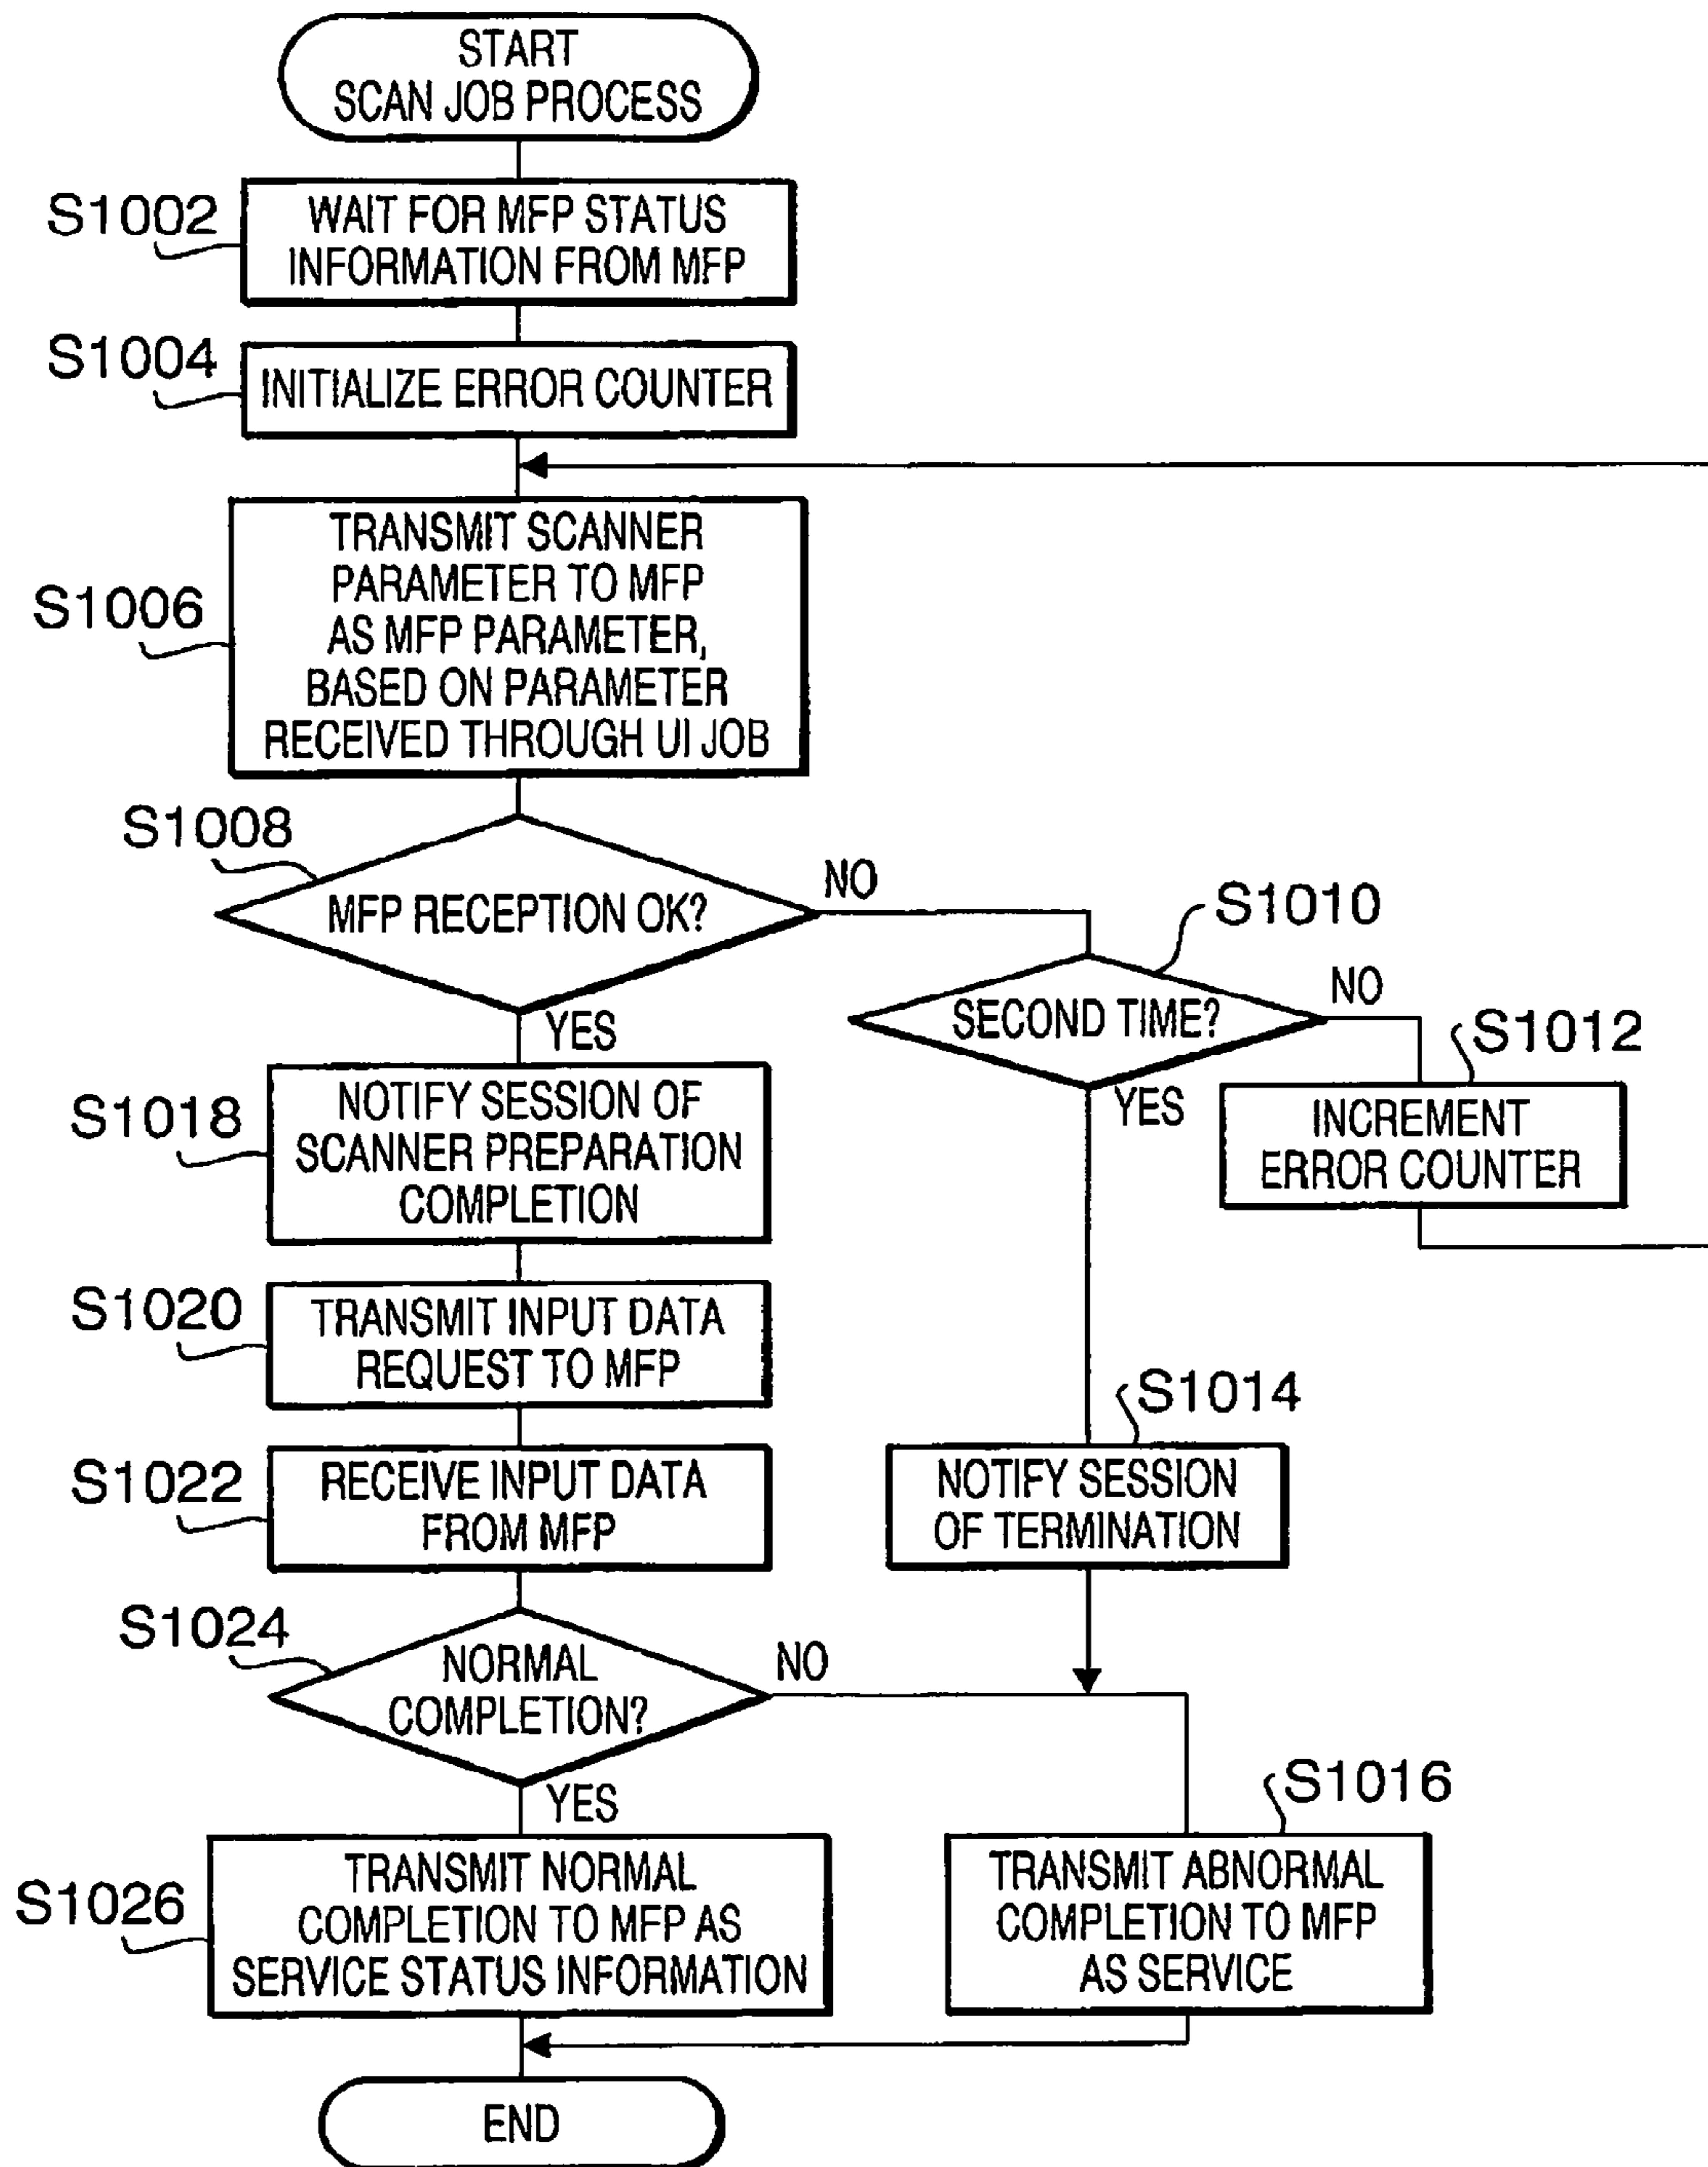 START
SCAN JOB PROCESS
S1002
WAIT FOR MFP STATUS
INFORMATION FROM MFP
S1004
INITIALIZE ERROR COUNTER
S1006
TRANSMIT SCANNER
PARAMETER TO MFP
AS MFP PARAMETER,
BASED ON PARAMETER
RECEIVED THROUGH UI JOB
S1008
MFP RECEPTION OK?
NO
YES
S1010
SECOND TIME?
NO
YES
S1012
INCREMENT
ERROR COUNTER
S1018
NOTIFY SESSION OF
SCANNER PREPARATION
COMPLETION
S1020
TRANSMIT INPUT DATA
REQUEST TO MFP
S1022
RECEIVE INPUT DATA
FROM MFP
S1014
NOTIFY SESSION
OF TERMINATION
S1024
NORMAL
COMPLETION?
NO
YES
S1026
TRANSMIT NORMAL
COMPLETION TO MFP AS
SERVICE STATUS INFORMATION
S1016
TRANSMIT ABNORMAL
COMPLETION TO MFP
AS SERVICE
END